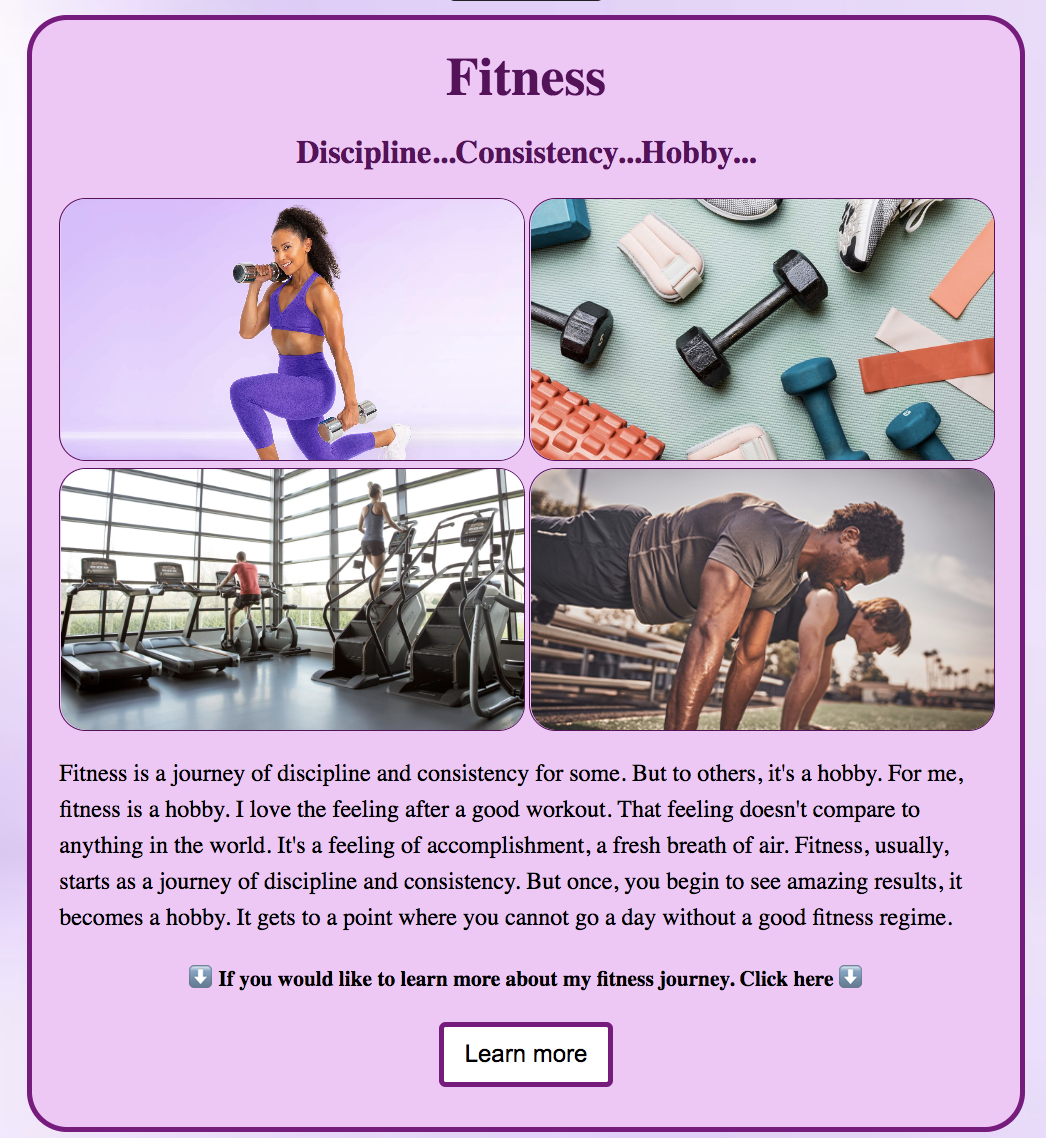 Fitness
Discipline...Consistency...Hobby...
Fitness is a journey of discipline and consistency for some. But to others, it's a hobby. For me,
fitness is a hobby. I love the feeling after a good workout. That feeling doesn't compare to
anything in the world. It's a feeling of accomplishment, a fresh breath of air. Fitness, usually,
starts as a journey of discipline and consistency. But once, you begin to see amazing results, it
becomes a hobby. It gets to a point where you cannot go a day without a good fitness regime.
⬇️ If you would like to learn more about my fitness journey. Click here ⬇️
Learn more